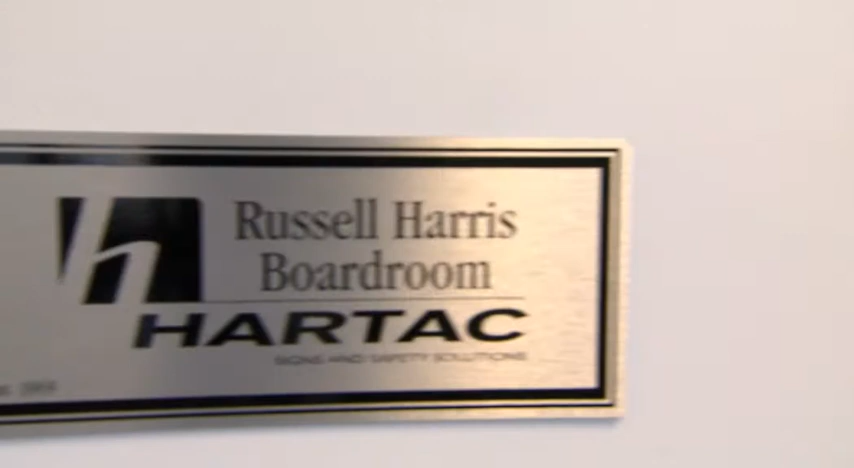 h
Russell Harris
Boardroom
HARTAC
SIGNS AND SAFETY SOLUTIONS